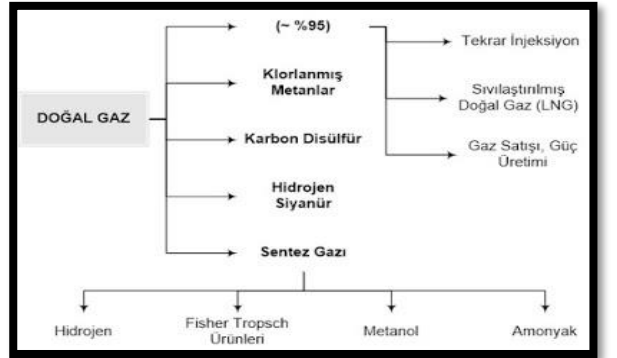 (~ %95)
Tekrar İnjeksiyon
Klorlanmış
Metanlar
Sıvılaştırılmış
Doğal Gaz (LNG)
DOĞAL GAZ
Karbon Disülfür
Gaz Satışı, Güç
Üretimi
Hidrojen
Siyanür
Sentez Gazı
Hidrojen
Fisher Tropsch
Ürünleri
Metanol
Amonyak